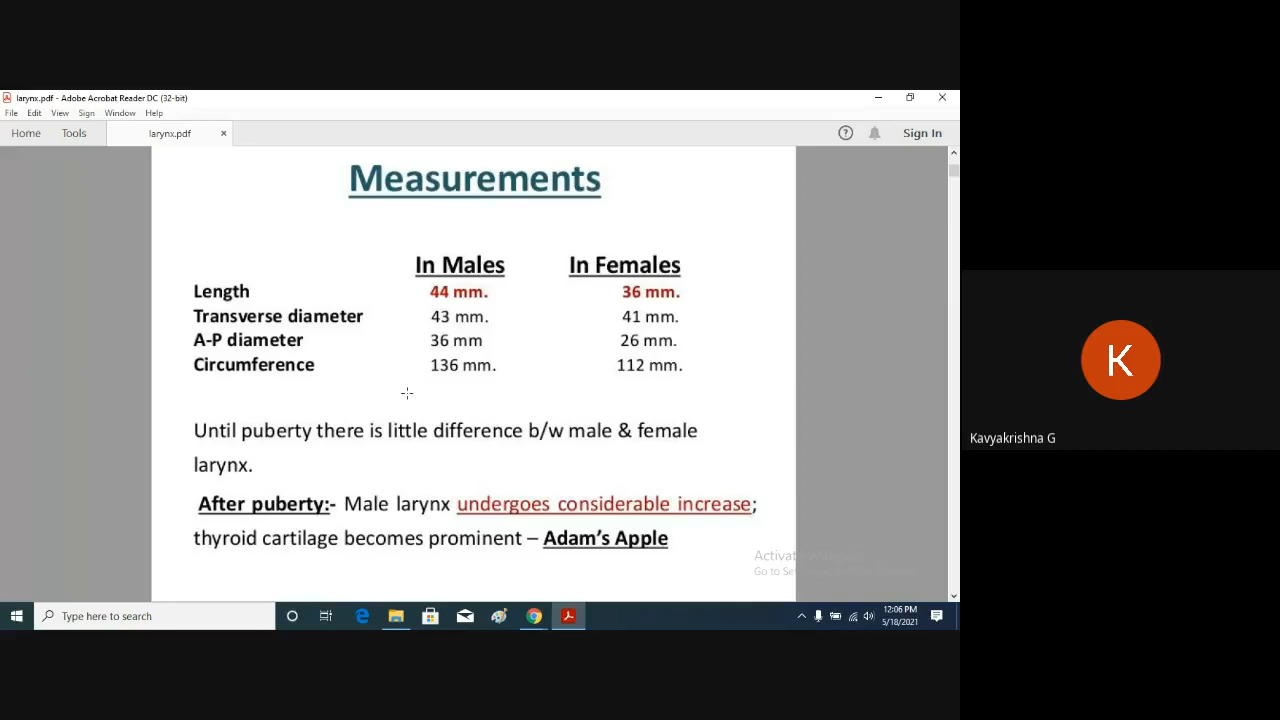 larynx.pdf - Adobe Acrobat Reader DC (32-bit)
File Edit View Sign Window Help
Home Tools larynx.pdf × Sign In
Measurements
In Males In Females
Length 44 mm. 36 mm.
Transverse diameter 43 mm. 41 mm.
A-P diameter 36 mm 26 mm.
Circumference 136 mm. 112 mm.
Until puberty there is little difference b/w male & female
larynx.
After puberty:- Male larynx undergoes considerable increase;
thyroid cartilage becomes prominent – Adam's Apple
Go to
K
Kavyakrishna G
Type here to search
12:06 PM
5/18/2021